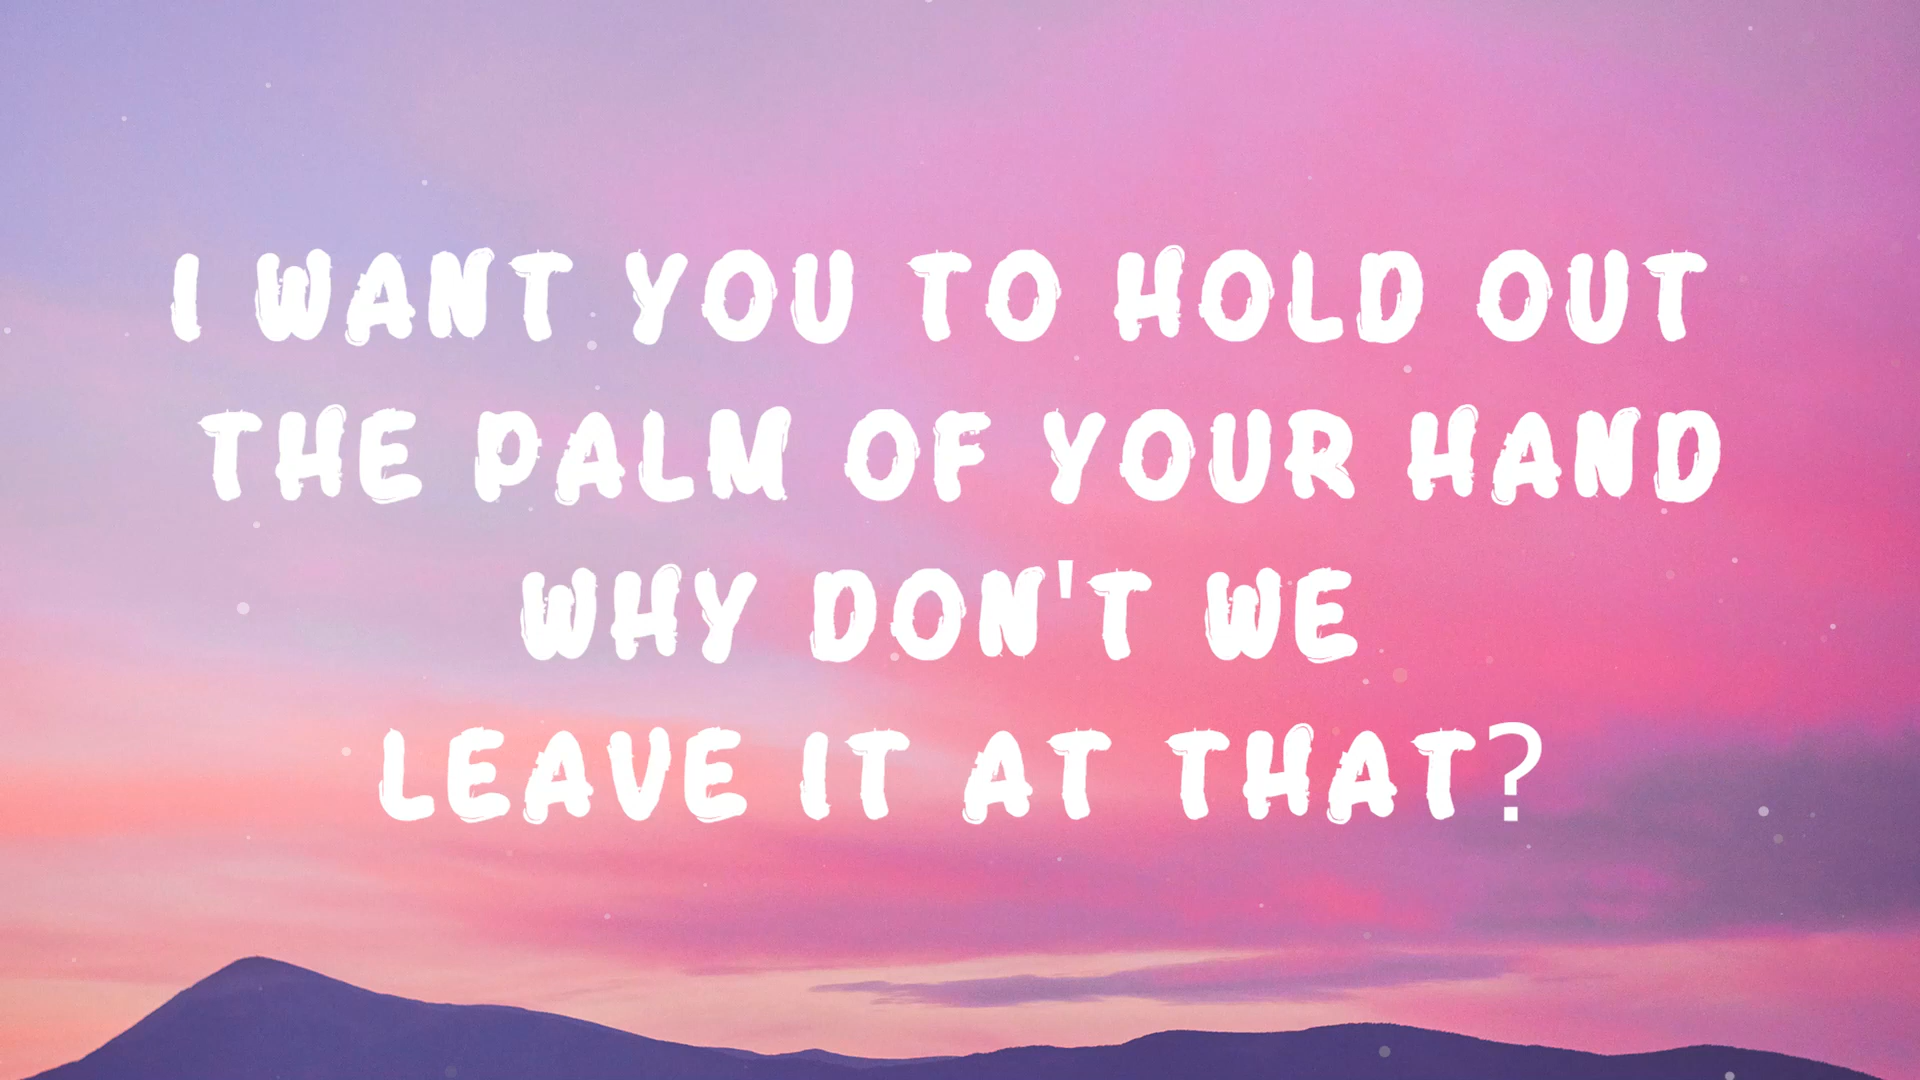 I WANT YOU TO HOLD OUT
THE PALM OF YOUR HAND
WHY DON'T WE
LEAVE IT AT THAT?